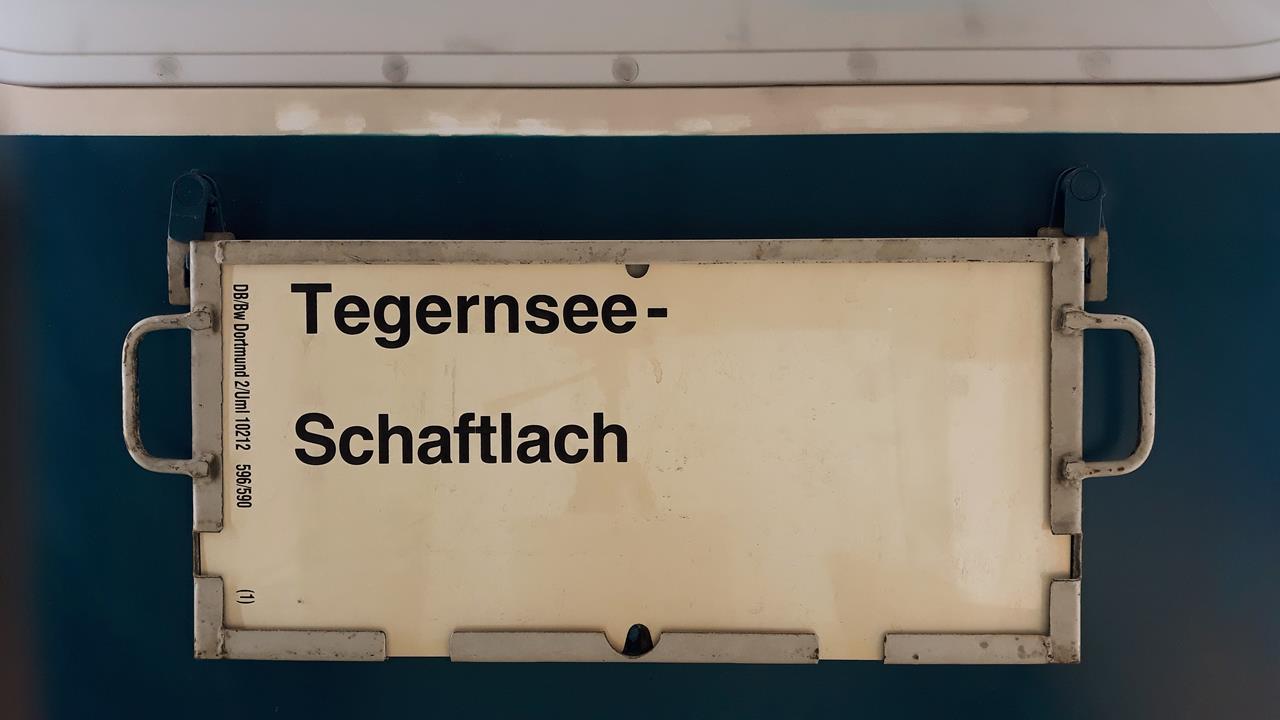 Tegernsee-
Schaftlach
DB/Bw Dortmund 2/Uml 10212 596/590 (1)